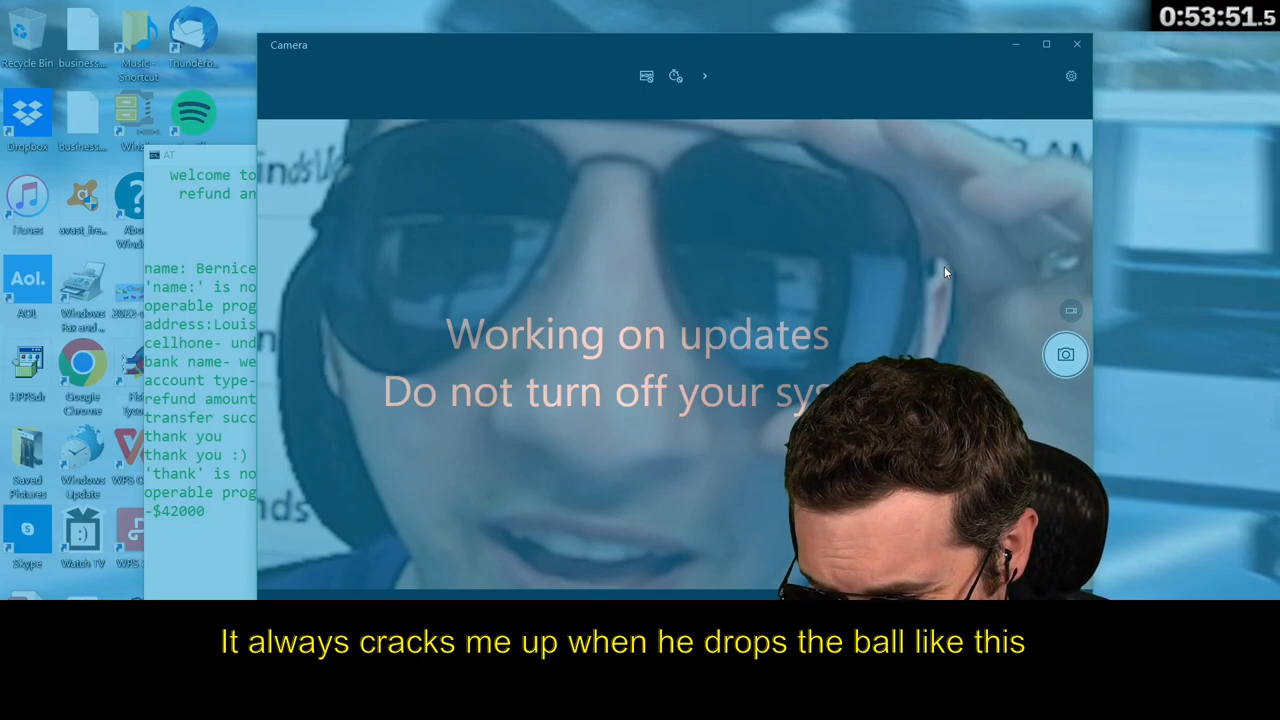 0:53:51.5
Camera
Recycle Bin
business...
Music - Shortcut
Thunderb...
Dropbox
business...
AT
welcome to
refund an
iTunes
avast_fre...
name: Bernice
'name:' is no
operable prog
address:Louis
cellhone- und
bank name- we
account type-
refund amount
transfer succ
thank you
thank you :)
'thank' is no
operable prog
-$42000
Aol.
AOL
Windows Fax and ...
HPPSdr
Google Chrome
Saved Pictures
Windows Update
Skype
Watch TV
Working on updates
Do not turn off your sys
It always cracks me up when he drops the ball like this